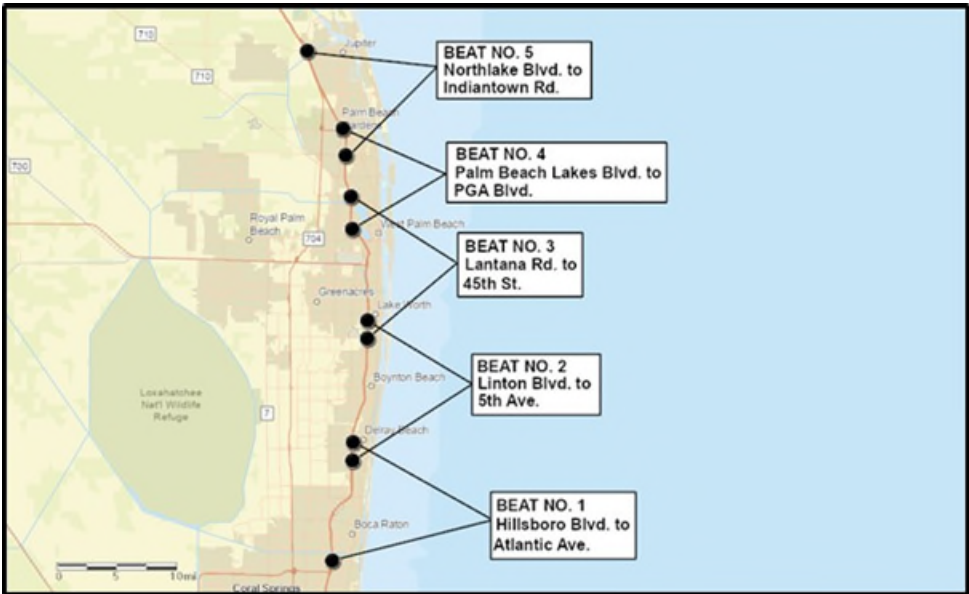 710
Jupiter
BEAT NO. 5
Northlake Blvd. to
Indiantown Rd.
710
Palm Beach
Gardens
BEAT NO. 4
Palm Beach Lakes Blvd. to
PGA Blvd.
700
Royal Palm
Beach
704
West Palm Beach
BEAT NO. 3
Lantana Rd. to
45th St.
Greenacres
Lake Worth
BEAT NO. 2
Linton Blvd. to
5th Ave.
Boynton Beach
Loxahatchee
Nat'l Wildlife
Refuge
7
Delray Beach
BEAT NO. 1
Hillsboro Blvd. to
Atlantic Ave.
Boca Raton
0 5 10mi
Coral Springs